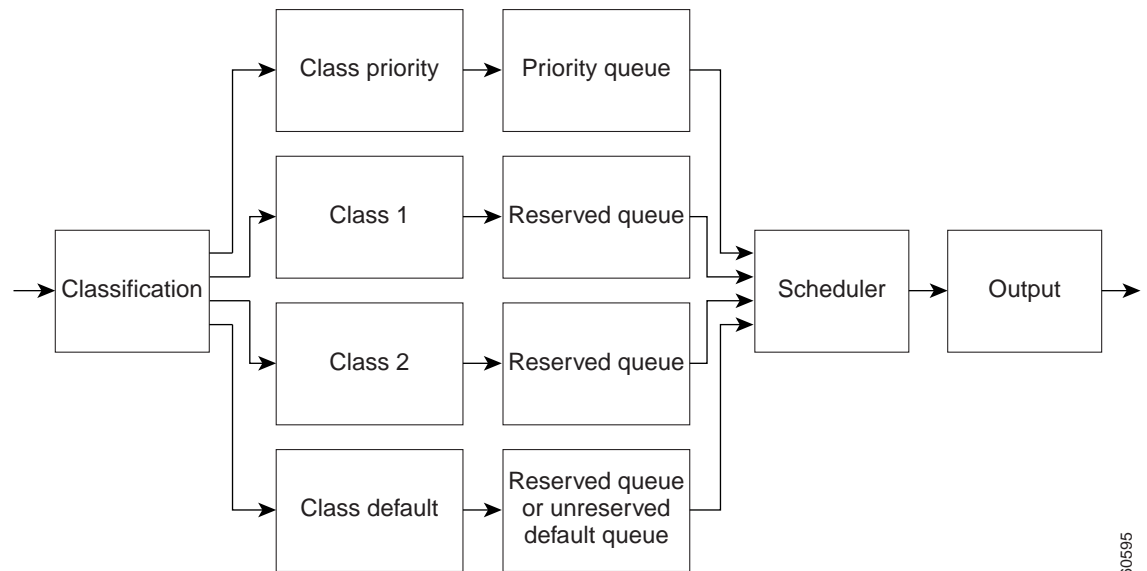 Class priority
Priority queue
Class 1
Reserved queue
Classification
Scheduler
Output
Class 2
Reserved queue
Class default
Reserved queue
or unreserved
default queue